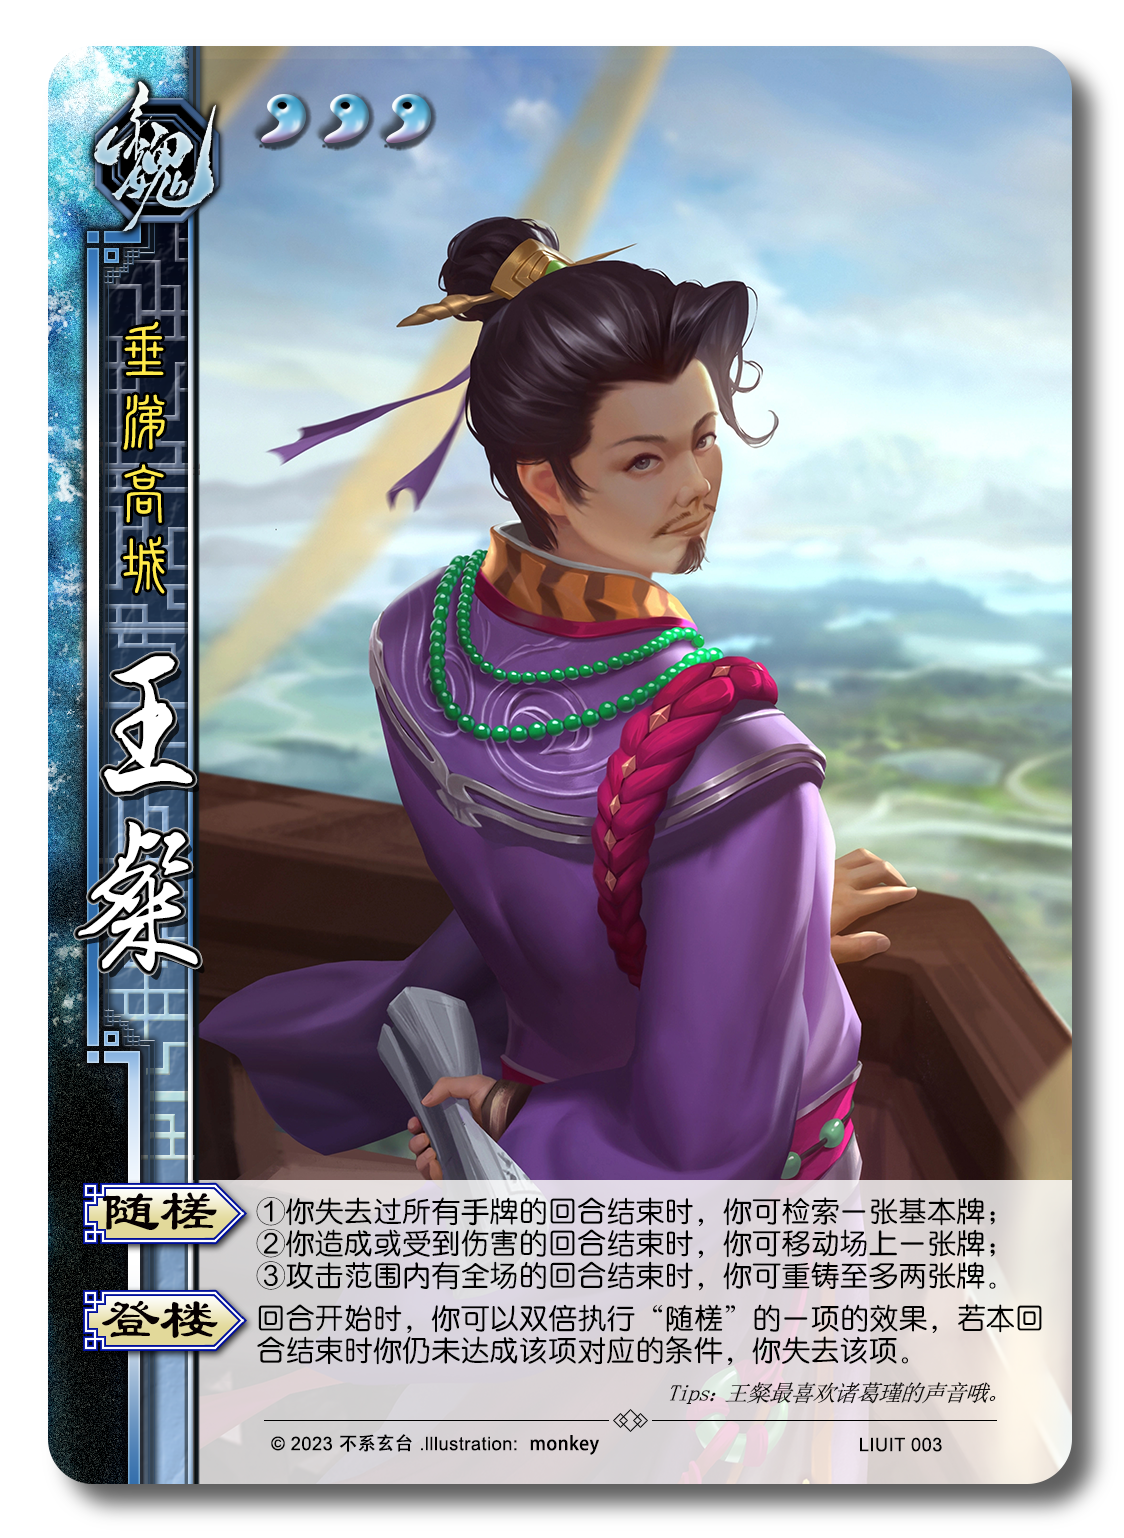 魏
垂涕高城
王粲
随槎
①你失去过所有手牌的回合结束时，你可检索一张基本牌；
②你造成或受到伤害的回合结束时，你可移动场上一张牌；
③攻击范围内有全场的回合结束时，你可重铸至多两张牌。
登楼
回合开始时，你可以双倍执行“随槎”的一项的效果，若本回
合结束时你仍未达成该项对应的条件，你失去该项。
Tips：王粲最喜欢诸葛瑾的声音哦。
© 2023 不系玄台 .Illustration: monkey
LIUIT 003